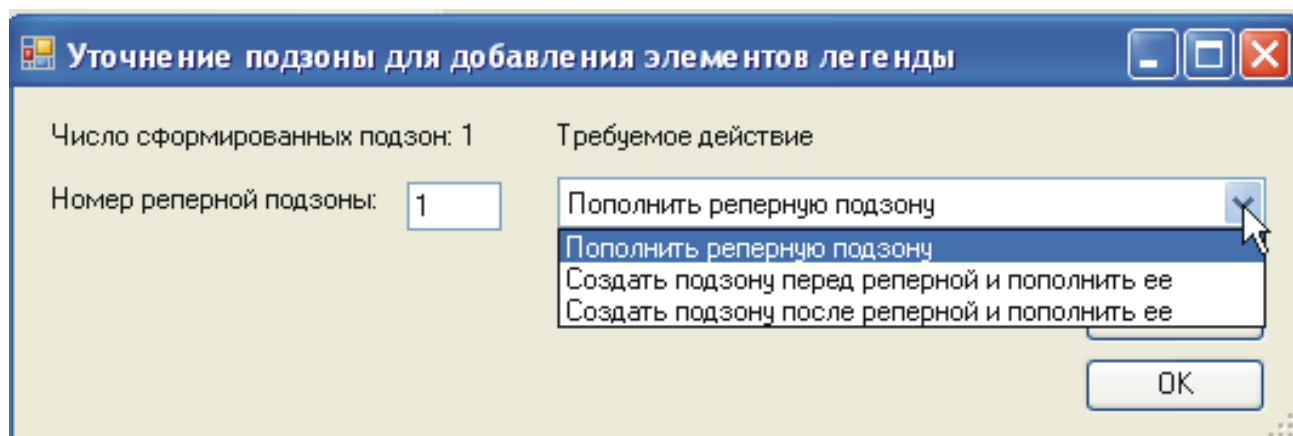 Уточнение подзоны для добавления элементов легенды
Число сформированных подзон: 1
Требуемое действие
Номер реперной подзоны:
1
Пополнить реперную подзону
Пополнить реперную подзону
Создать подзону перед реперной и пополнить ее
Создать подзону после реперной и пополнить ее
OK